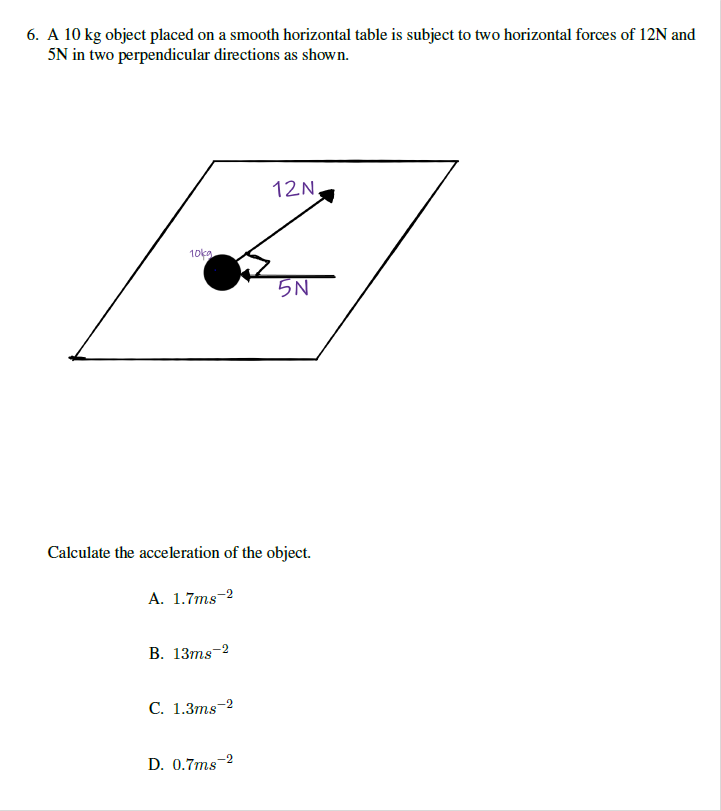 6. A 10 kg object placed on a smooth horizontal table is subject to two horizontal forces of 12N and
5N in two perpendicular directions as shown.
12N
10kg
5N
Calculate the acceleration of the object.
A. 1.7ms⁻²
B. 13ms⁻²
C. 1.3ms⁻²
D. 0.7ms⁻²